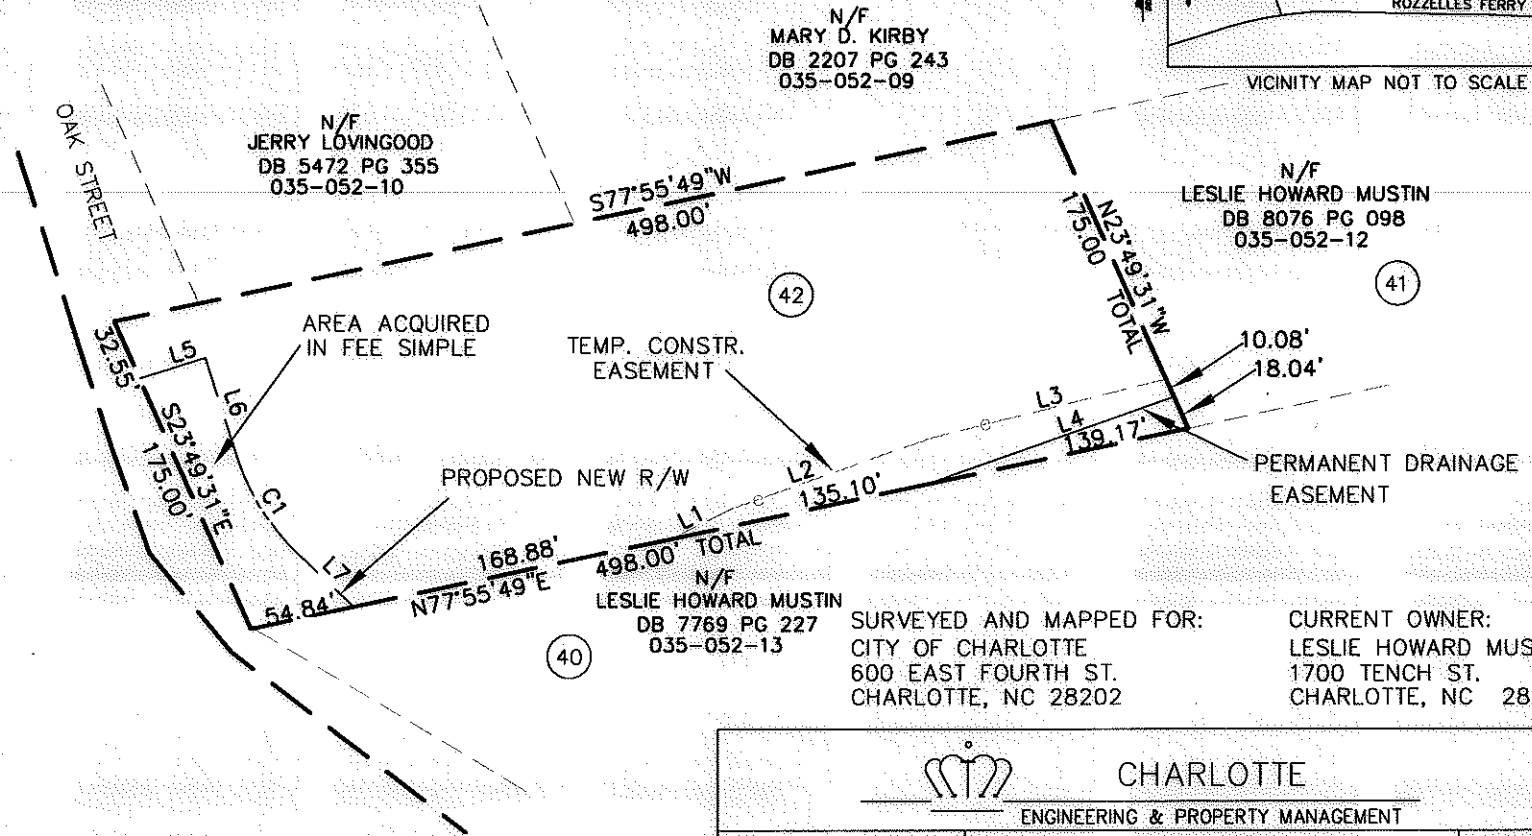 N/F
MARY D. KIRBY
DB 2207 PG 243
035-052-09
ROZZELLES FERRY
VICINITY MAP NOT TO SCALE
OAK STREET
N/F
JERRY LOVINGOOD
DB 5472 PG 355
035-052-10
N/F
LESLIE HOWARD MUSTIN
DB 8076 PG 098
035-052-12
S77°55'49"W
498.00'
N23°49'31"W
175.00
TOTAL
42
41
AREA ACQUIRED
IN FEE SIMPLE
TEMP. CONSTR.
EASEMENT
10.08'
18.04'
32.55'
L5
L6
S23°49'31"E
175.00'
C1
L7
L3
L4
139.17'
L2
e
e
135.10'
L1
PROPOSED NEW R/W
PERMANENT DRAINAGE
EASEMENT
168.88'
498.00' TOTAL
54.84'
N77°55'49"E
N/F
LESLIE HOWARD MUSTIN
DB 7769 PG 227
035-052-13
40
SURVEYED AND MAPPED FOR:
CITY OF CHARLOTTE
600 EAST FOURTH ST.
CHARLOTTE, NC 28202
CURRENT OWNER:
LESLIE HOWARD MUS
1700 TENCH ST.
CHARLOTTE, NC 28
CHARLOTTE
ENGINEERING & PROPERTY MANAGEMENT